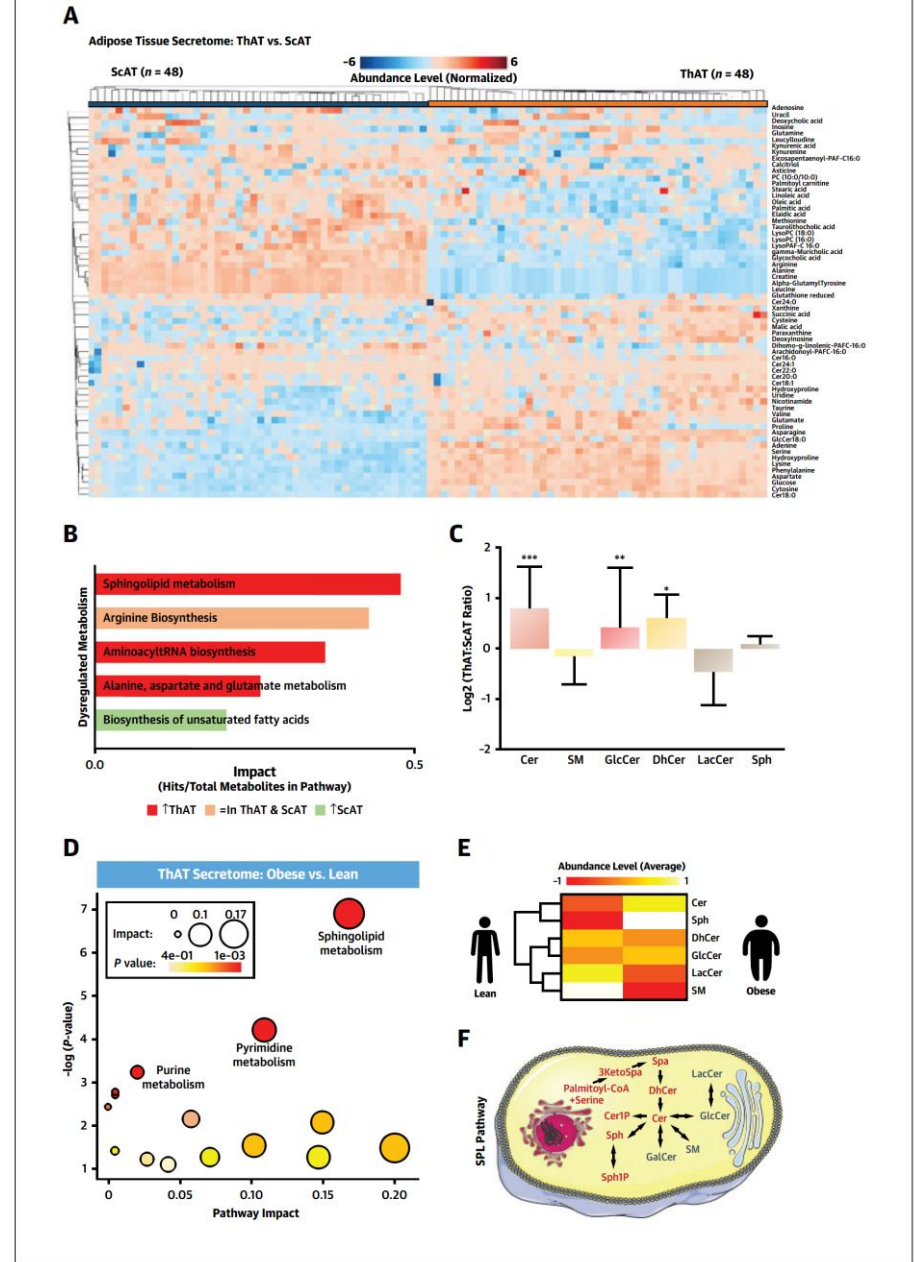 A
Adipose Tissue Secretome: ThAT vs. ScAT
-6 6
ScAT (n = 48) Abundance Level (Normalized) ThAT (n = 48)
Adenosine
Uracil
Deoxycholic acid
Inosine
Glutamine
Leucylloudine
Kynurenic acid
Kynurenine
Eicosapentaenoyl-PAF-C16:0
Calcitriol
Asticine
PC (10:0/10:0)
Palmitoyl carnitine
Stearic acid
Linoleic acid
Oleic acid
Palmitic acid
Elaidic acid
Methionine
Taurolithocholic acid
LysoPC (18:0)
LysoPC (16:0)
LysoPAF-C 16:0
gamma-Muricholic acid
Glycocholic acid
Arginine
Alanine
Creatine
Alpha-GlutamylTyrosine
Leucine
Glutathione reduced
Cer24:0
Xanthine
Succinic acid
Cysteine
Malic acid
Paraxanthine
DeoxyInosine
Dihomo-g-linolenic-PAFC-16:0
Arachidonoyl-PAFC-16:0
Cer16:0
Cer24:1
Cer22:0
Cer20:0
Cer18:1
Hydroxyproline
Uridine
Nicotinamide
Taurine
Valine
Glutamate
Proline
Asparagine
GlcCer18:0
Adenine
Serine
Hydroxyproline
Lysine
Phenylalanine
Aspartate
Glucose
Cytosine
Cer18:0
B
Dysregulated Metabolism
Sphingolipid metabolism
Arginine Biosynthesis
AminoacyltRNA biosynthesis
Alanine, aspartate and glutamate metabolism
Biosynthesis of unsaturated fatty acids
0.0 0.5
Impact
(Hits/Total Metabolites in Pathway)
↑ThAT =In ThAT & ScAT ↑ScAT
C
Log2 (ThAT:ScAT Ratio)
2
1
0
-1
-2
*** ** *
Cer SM GlcCer DhCer LacCer Sph
D
ThAT Secretome: Obese vs. Lean
-log (P-value)
7
6
5
4
3
2
1
0 0.1 0.17
Impact:
4e-01 1e-03
P value:
Sphingolipid
metabolism
Pyrimidine
metabolism
Purine
metabolism
0 0.05 0.10 0.15 0.20
Pathway Impact
E
Abundance Level (Average)
-1 1
Cer
Sph
DhCer
GlcCer
LacCer
SM
Lean
Obese
F
SPL Pathway
Spa
3KetoSpa
Palmitoyl-CoA
+Serine
DhCer
LacCer
Cer1P
Cer
GlcCer
Sph
GalCer
SM
Sph1P